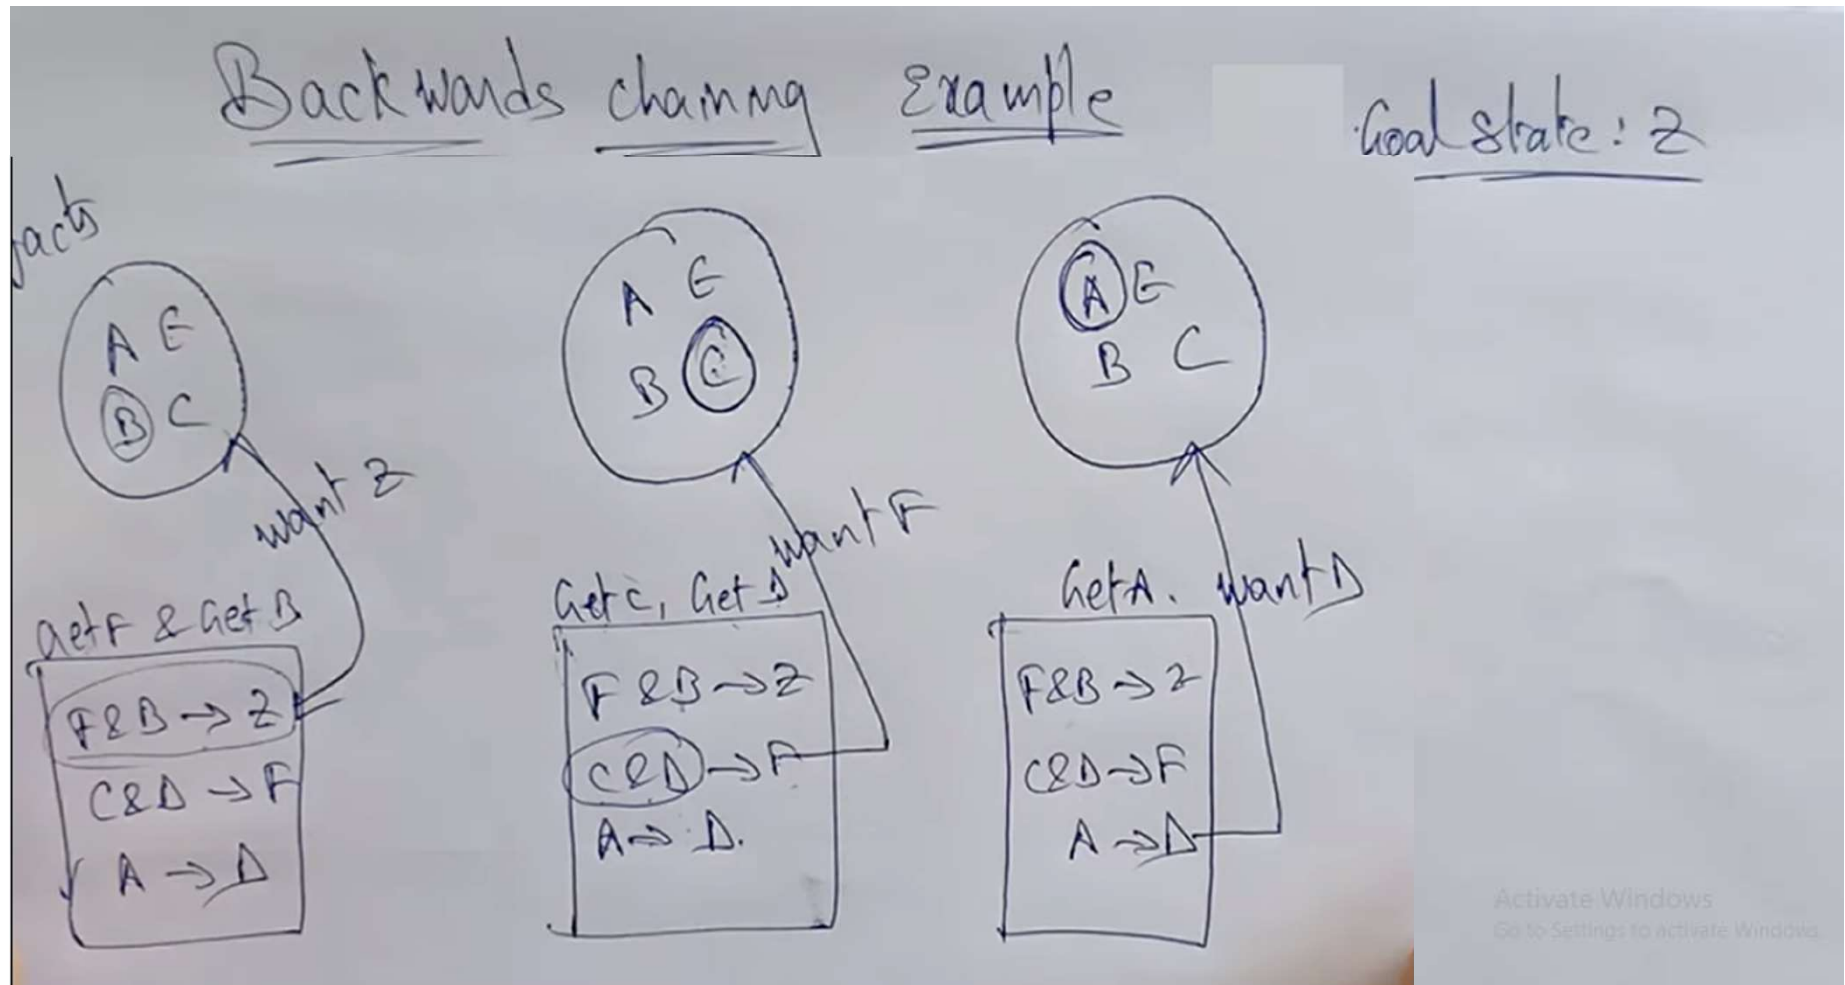 Backwards chaining Example
Goal state: Z
facts
A E
B C
want Z
Get F & Get B
F & B → Z
C & D → F
A → D
A E
B C
want F
Get C, Get D
F & B → Z
C & D → F
A → D.
A E
B C
Get A. want D
F & B → Z
C & D → F
A → D
Activate Windows
Go to Settings to activate Windows.